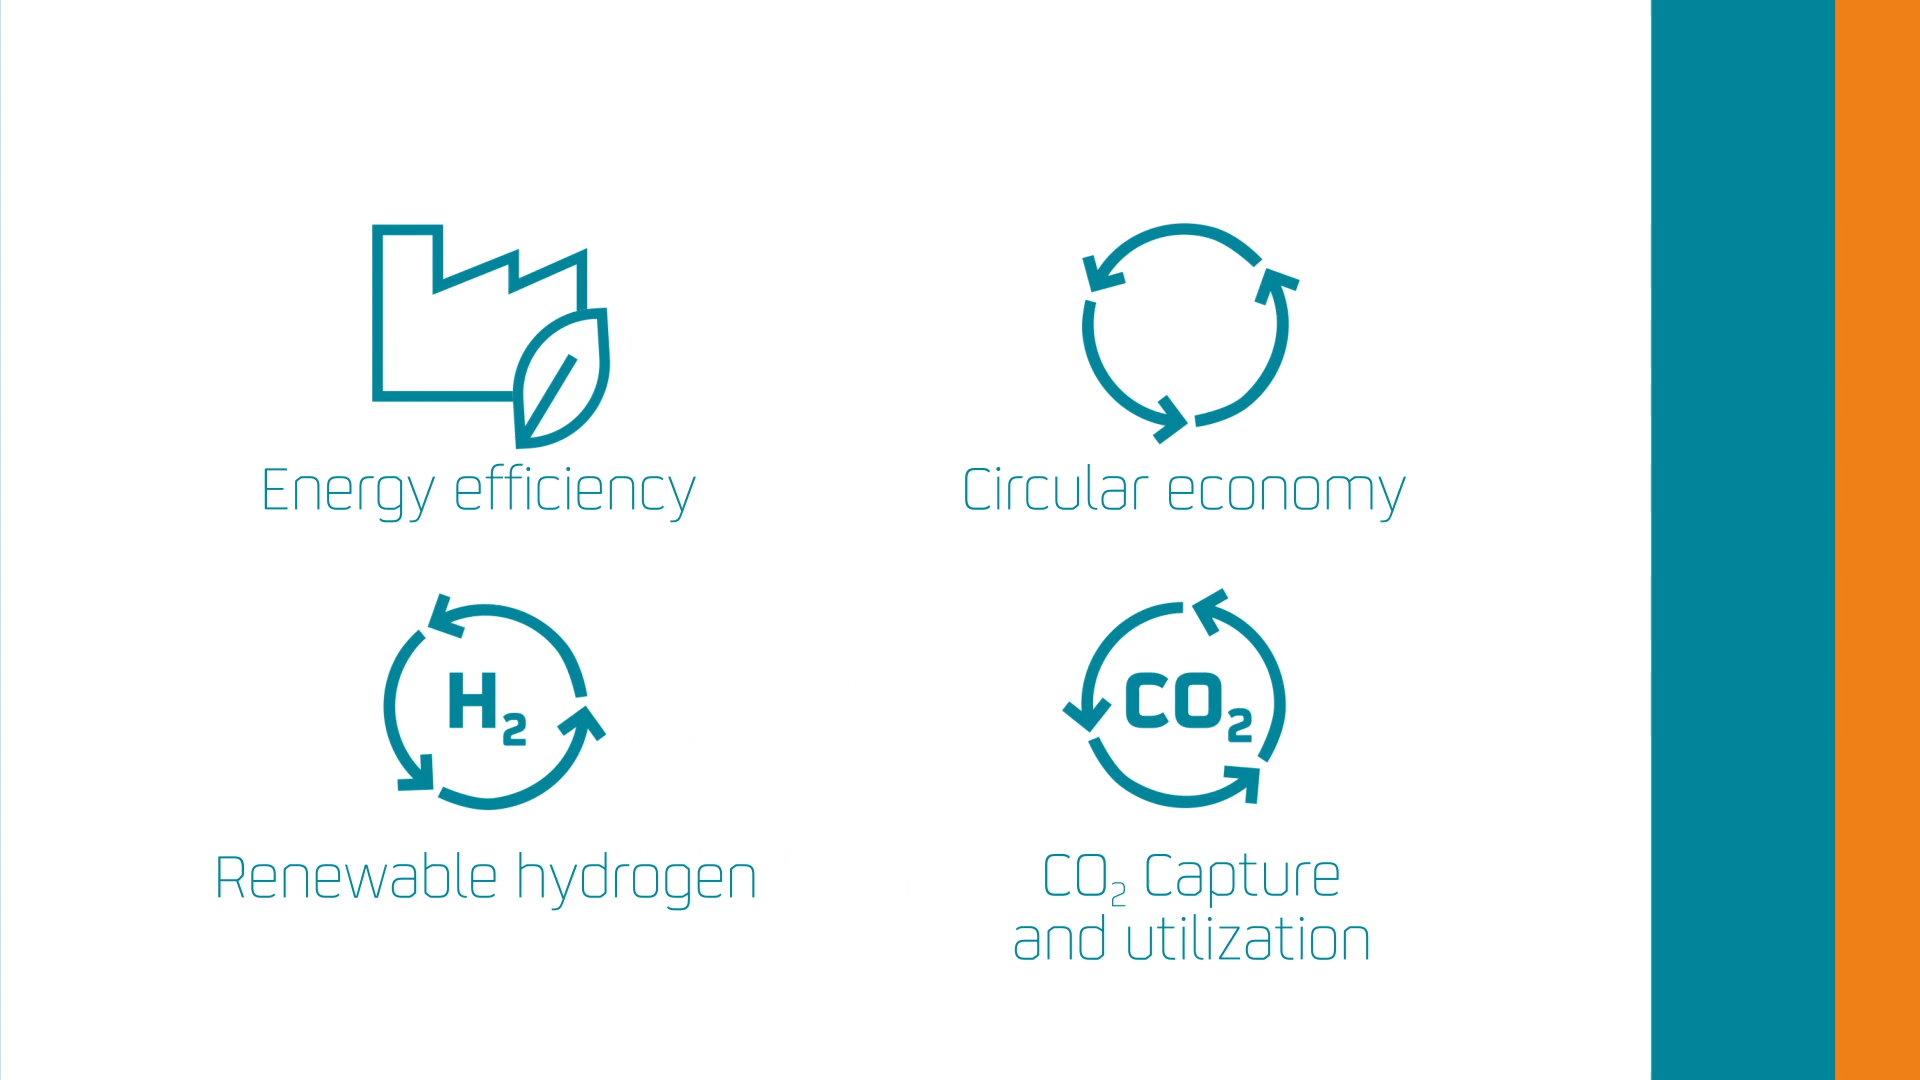 Energy efficiency
Circular economy
H₂
CO₂
Renewable hydrogen
CO₂ Capture
and utilization